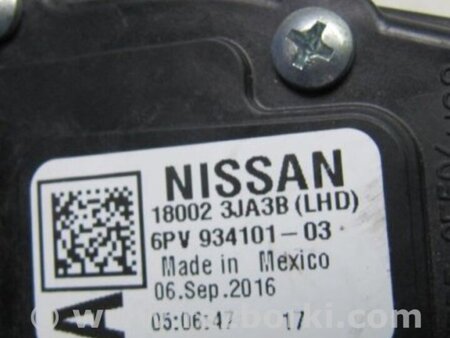 NISSAN
18002 3JA3B (LHD)
6PV 934101-03
Made in Mexico
06.Sep.2016
05:06:47 17
A